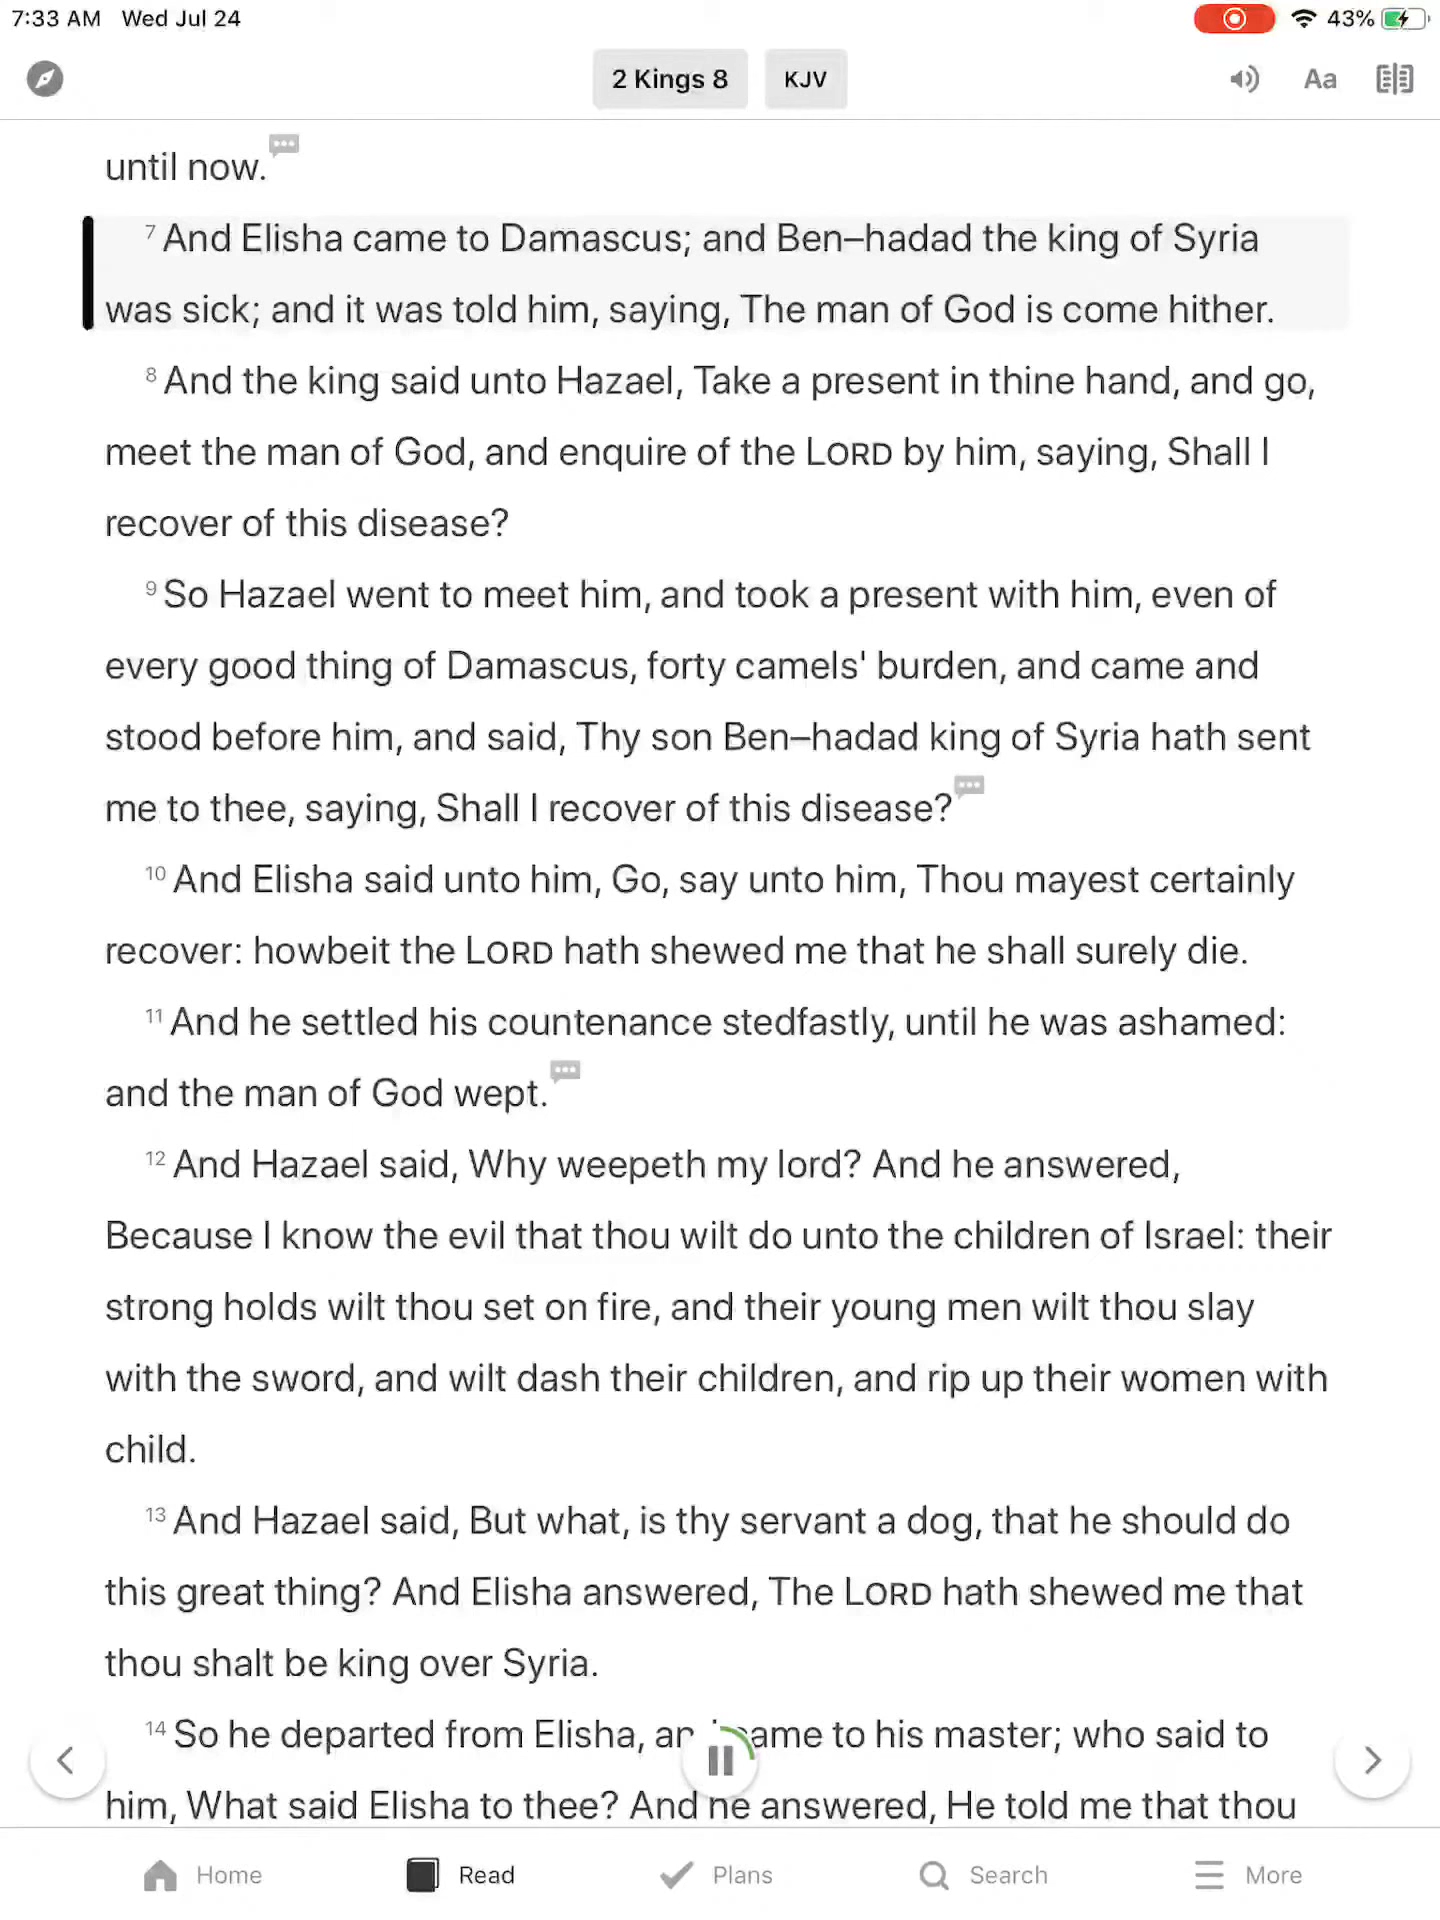 7:33 AM Wed Jul 24 43%
2 Kings 8 KJV Aa
until now.
7 And Elisha came to Damascus; and Ben–hadad the king of Syria
was sick; and it was told him, saying, The man of God is come hither.
8 And the king said unto Hazael, Take a present in thine hand, and go,
meet the man of God, and enquire of the LORD by him, saying, Shall I
recover of this disease?
9 So Hazael went to meet him, and took a present with him, even of
every good thing of Damascus, forty camels' burden, and came and
stood before him, and said, Thy son Ben–hadad king of Syria hath sent
me to thee, saying, Shall I recover of this disease?
10 And Elisha said unto him, Go, say unto him, Thou mayest certainly
recover: howbeit the LORD hath shewed me that he shall surely die.
11 And he settled his countenance stedfastly, until he was ashamed:
and the man of God wept.
12 And Hazael said, Why weepeth my lord? And he answered,
Because I know the evil that thou wilt do unto the children of Israel: their
strong holds wilt thou set on fire, and their young men wilt thou slay
with the sword, and wilt dash their children, and rip up their women with
child.
13 And Hazael said, But what, is thy servant a dog, that he should do
this great thing? And Elisha answered, The LORD hath shewed me that
thou shalt be king over Syria.
14 So he departed from Elisha, ame to his master; who said to
him, What said Elisha to thee? And he answered, He told me that thou
Home Read Plans Search More